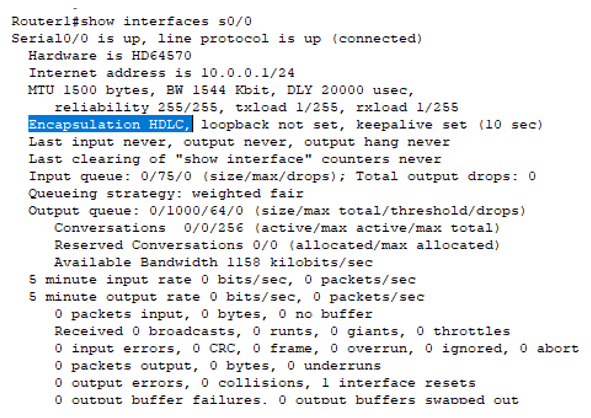 Router1#show interfaces s0/0
Serial0/0 is up, line protocol is up (connected)
Hardware is HD64570
Internet address is 10.0.0.1/24
MTU 1500 bytes, BW 1544 Kbit, DLY 20000 usec,
reliability 255/255, txload 1/255, rxload 1/255
Encapsulation HDLC, loopback not set, keepalive set (10 sec)
Last input never, output never, output hang never
Last clearing of "show interface" counters never
Input queue: 0/75/0 (size/max/drops); Total output drops: 0
Queueing strategy: weighted fair
Output queue: 0/1000/64/0 (size/max total/threshold/drops)
Conversations 0/0/256 (active/max active/max total)
Reserved Conversations 0/0 (allocated/max allocated)
Available Bandwidth 1158 kilobits/sec
5 minute input rate 0 bits/sec, 0 packets/sec
5 minute output rate 0 bits/sec, 0 packets/sec
0 packets input, 0 bytes, 0 no buffer
Received 0 broadcasts, 0 runts, 0 giants, 0 throttles
0 input errors, 0 CRC, 0 frame, 0 overrun, 0 ignored, 0 abort
0 packets output, 0 bytes, 0 underruns
0 output errors, 0 collisions, 1 interface resets
0 output buffer failures, 0 output buffers swapped out